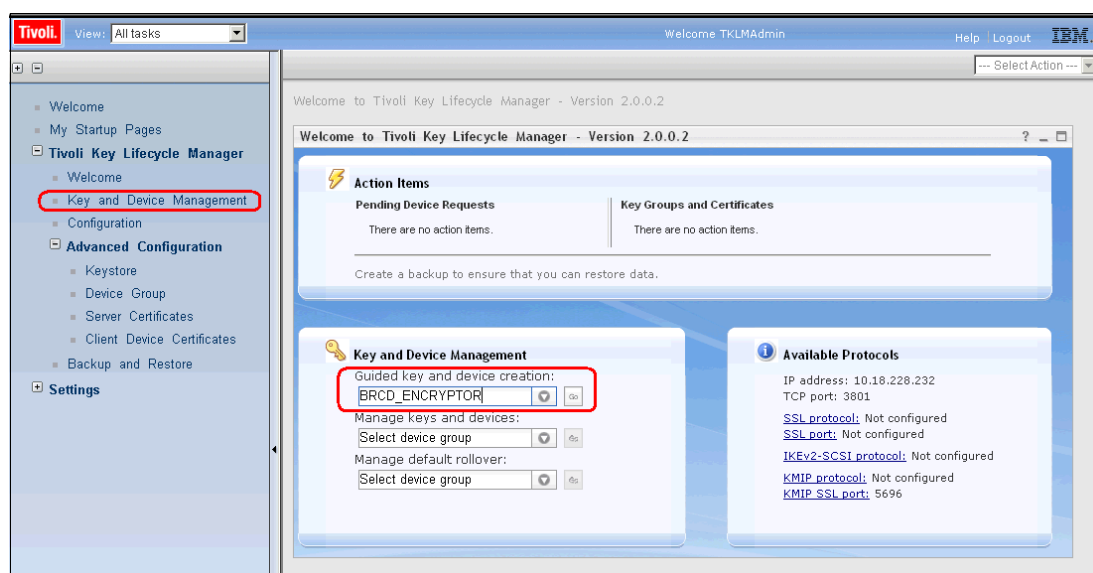 Tivoli. View: All tasks Welcome TKLMAdmin Help Logout IBM.
--- Select Action ---
Welcome
My Startup Pages
Tivoli Key Lifecycle Manager
Welcome
Key and Device Management
Configuration
Advanced Configuration
Keystore
Device Group
Server Certificates
Client Device Certificates
Backup and Restore
Settings
Welcome to Tivoli Key Lifecycle Manager - Version 2.0.0.2
Welcome to Tivoli Key Lifecycle Manager - Version 2.0.0.2 ? _
Action Items
Pending Device Requests
There are no action items.
Key Groups and Certificates
There are no action items.
Create a backup to ensure that you can restore data.
Key and Device Management
Guided key and device creation:
BRCD_ENCRYPTOR Go
Manage keys and devices:
Select device group Go
Manage default rollover:
Select device group Go
Available Protocols
IP address: 10.18.228.232
TCP port: 3801
SSL protocol: Not configured
SSL port: Not configured
IKEv2-SCSI protocol: Not configured
KMIP protocol: Not configured
KMIP SSL port: 5696